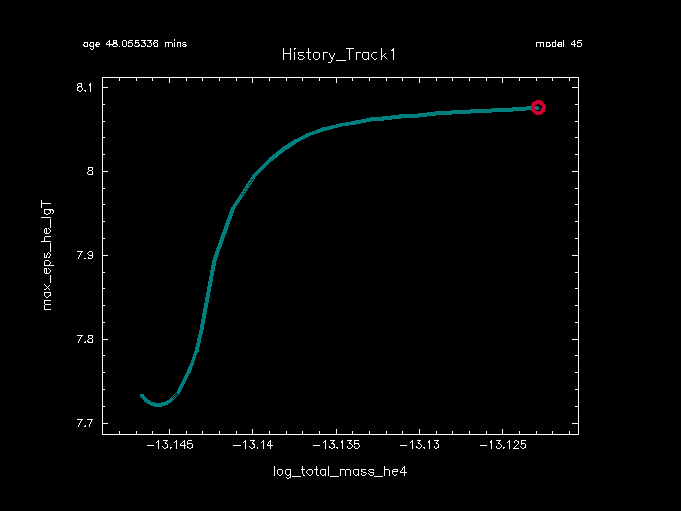 age 48.055336 mins
model 45
History_Track1
8.1
8
7.9
7.8
7.7
max_eps_he_lgT
−13.145 −13.14 −13.135 −13.13 −13.125
log_total_mass_he4